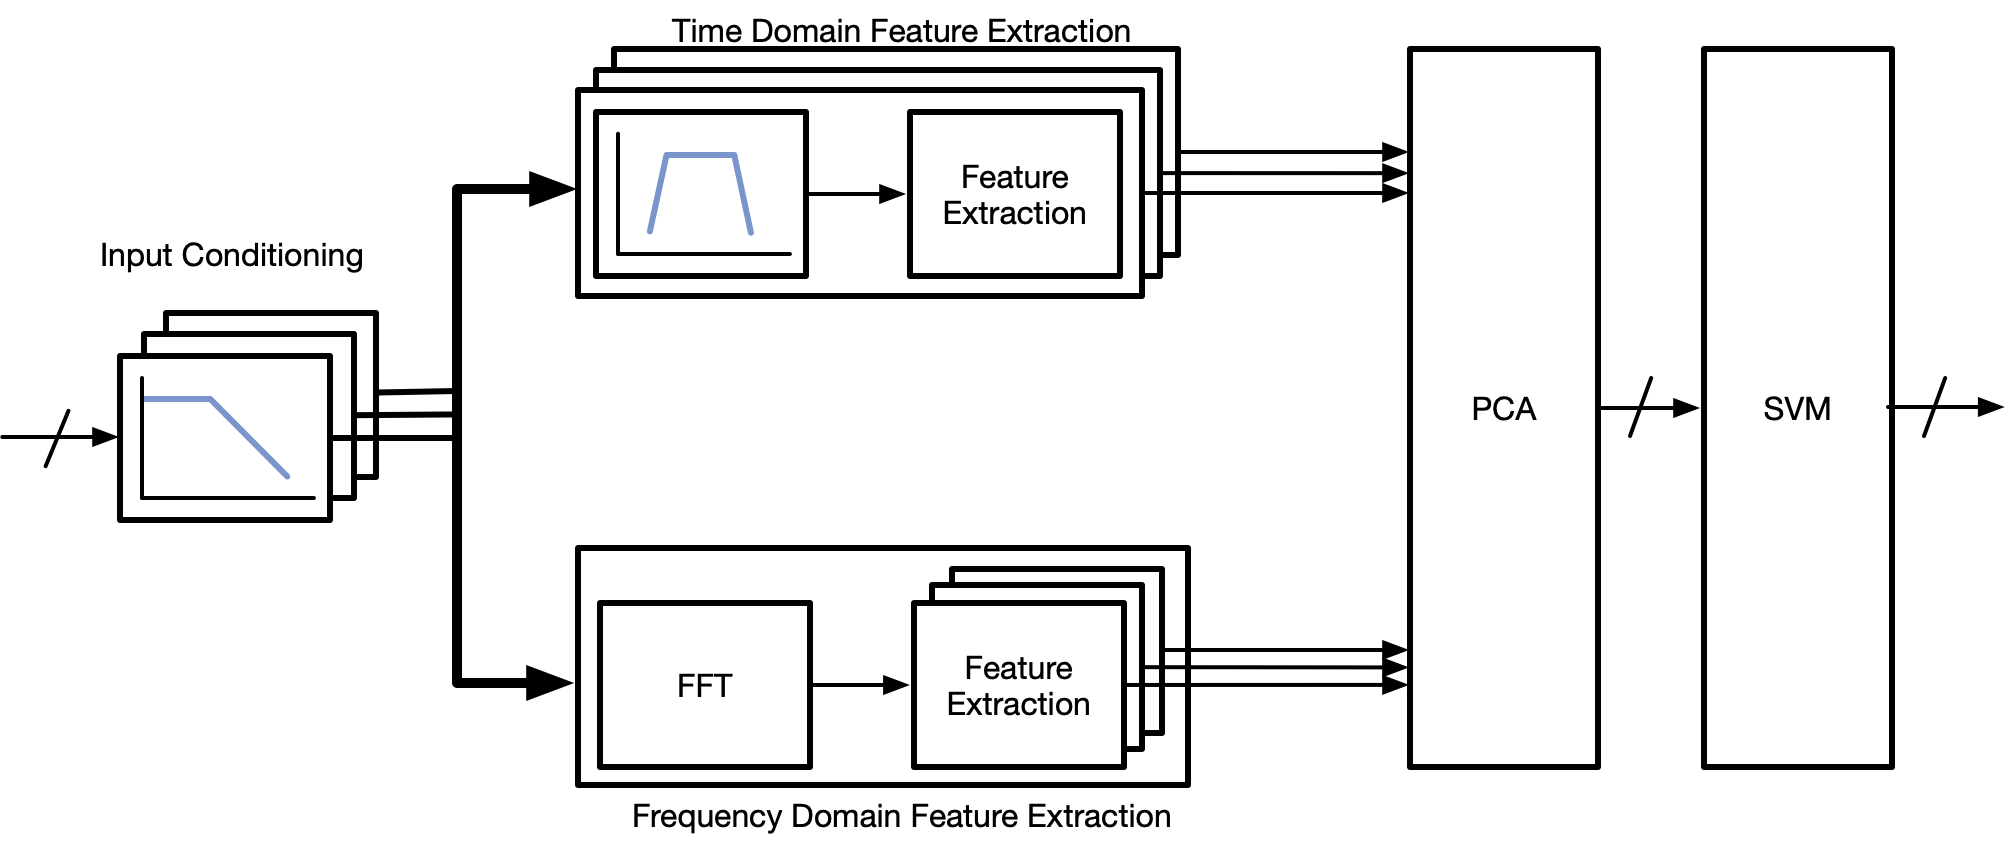 Time Domain Feature Extraction
Feature
Extraction
Input Conditioning
PCA
SVM
FFT
Feature
Extraction
Frequency Domain Feature Extraction